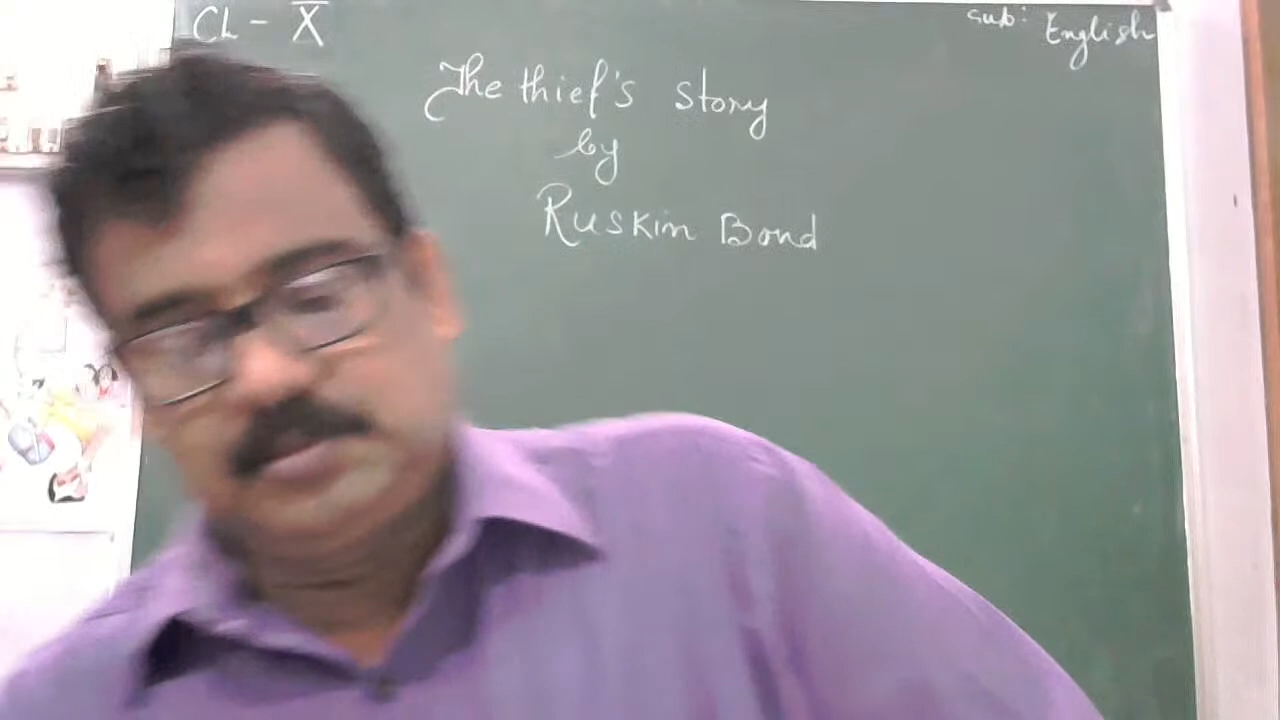 CL - X
sub: English
The thief's story
by
Ruskin Bond